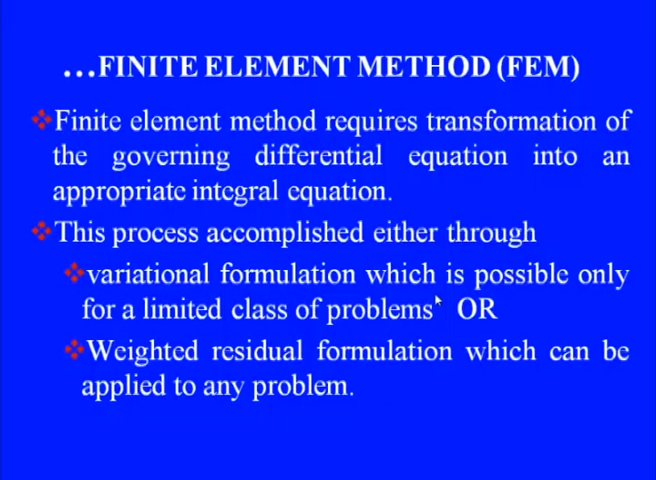 ...FINITE ELEMENT METHOD (FEM)
Finite element method requires transformation of
the governing differential equation into an
appropriate integral equation.
This process accomplished either through
variational formulation which is possible only
for a limited class of problems OR
Weighted residual formulation which can be
applied to any problem.